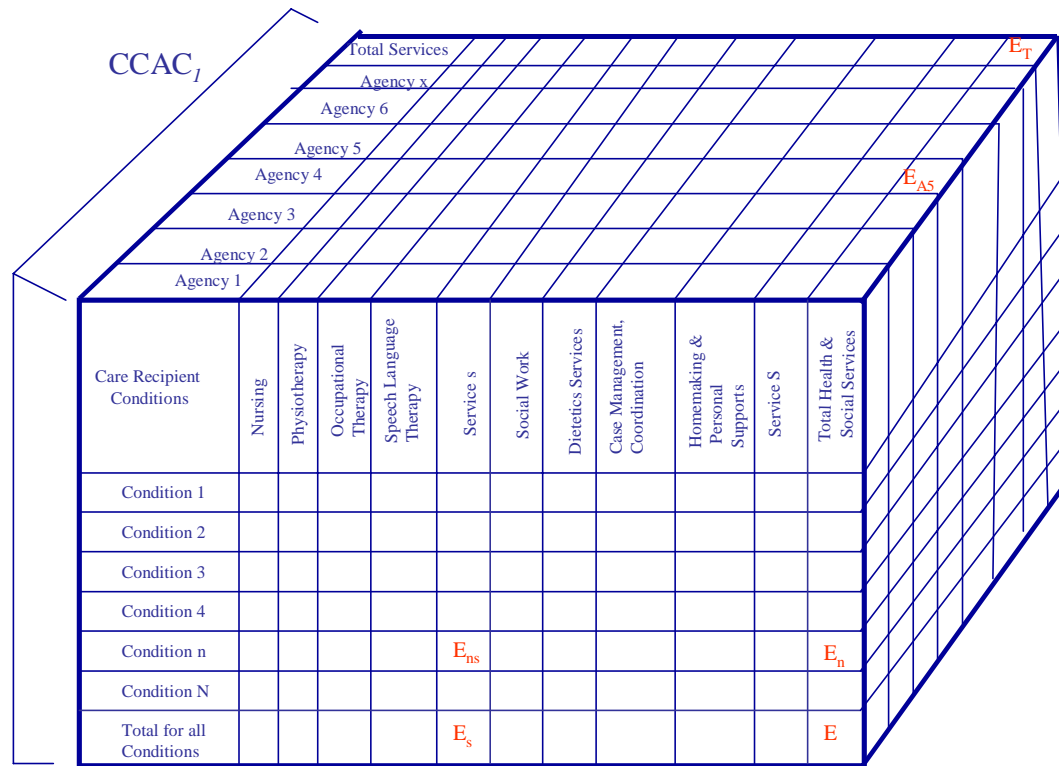 CCAC1
Total Services
ET
Agency x
Agency 6
Agency 5
Agency 4
EA5
Agency 3
Agency 2
Agency 1
Care Recipient
Conditions
Nursing
Physiotherapy
Occupational
Therapy
Speech Language
Therapy
Service s
Social Work
Dietetics Services
Case Management,
Coordination
Homemaking &
Personal
Supports
Service S
Total Health &
Social Services
Condition 1
Condition 2
Condition 3
Condition 4
Condition n
Ens
En
Condition N
Total for all
Conditions
Es
E